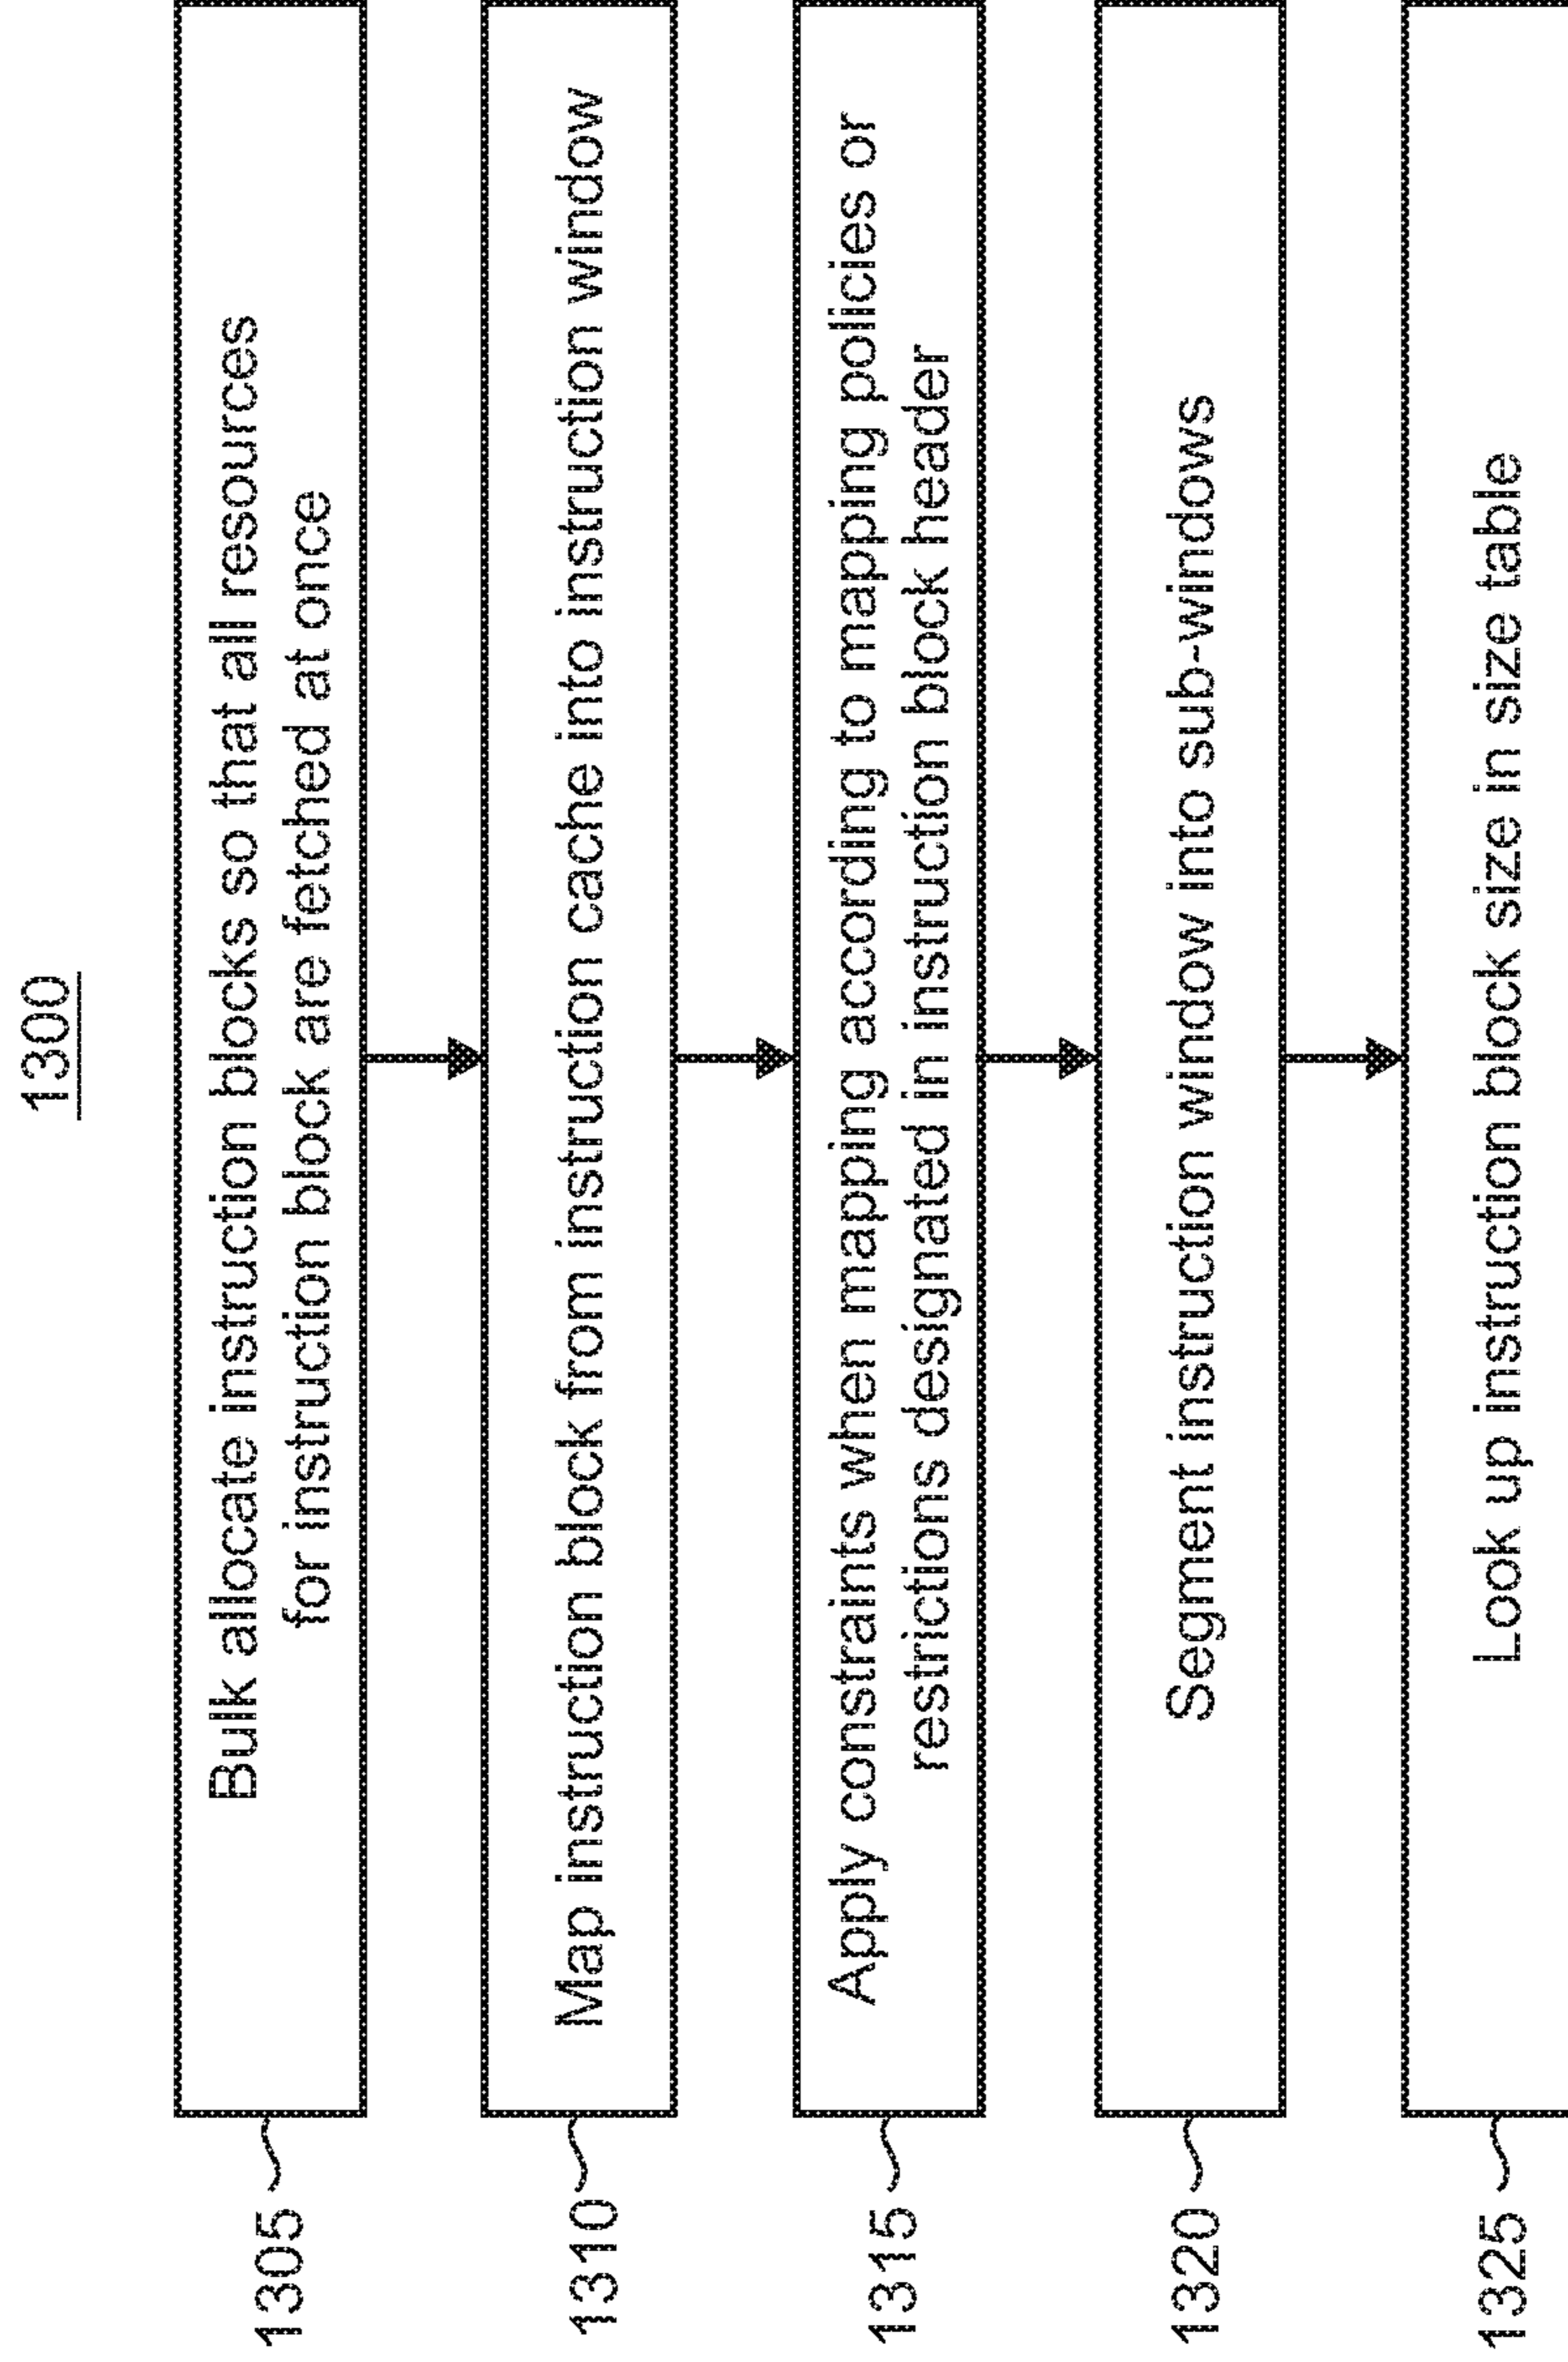 1300
1305
Bulk allocate instruction blocks so that all resources
for instruction block are fetched at once
1310
Map instruction block from instruction cache into instruction window
1315
Apply constraints when mapping according to mapping policies or
restrictions designated in instruction block header
1320
Segment instruction window into sub-windows
1325
Look up instruction block size in size table